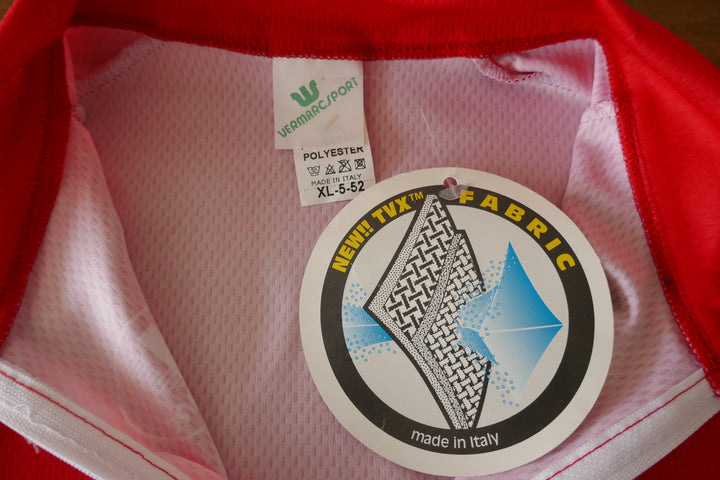 VERMARCSPORT
POLYESTER
MADE IN ITALY
XL-5-52
NEW!! TVX™ FABRIC
made in Italy